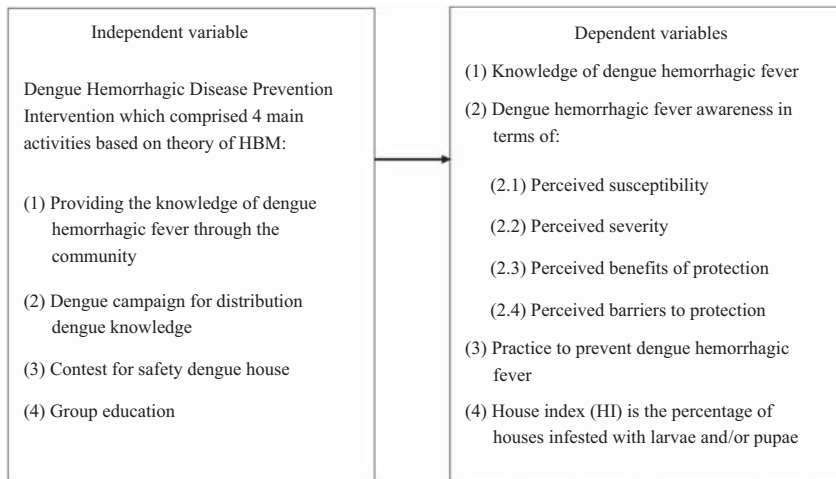 Independent variable
Dengue Hemorrhagic Disease Prevention
Intervention which comprised 4 main
activities based on theory of HBM:
(1) Providing the knowledge of dengue
hemorrhagic fever through the
community
(2) Dengue campaign for distribution
dengue knowledge
(3) Contest for safety dengue house
(4) Group education
Dependent variables
(1) Knowledge of dengue hemorrhagic fever
(2) Dengue hemorrhagic fever awareness in
terms of:
(2.1) Perceived susceptibility
(2.2) Perceived severity
(2.3) Perceived benefits of protection
(2.4) Perceived barriers to protection
(3) Practice to prevent dengue hemorrhagic
fever
(4) House index (HI) is the percentage of
houses infested with larvae and/or pupae